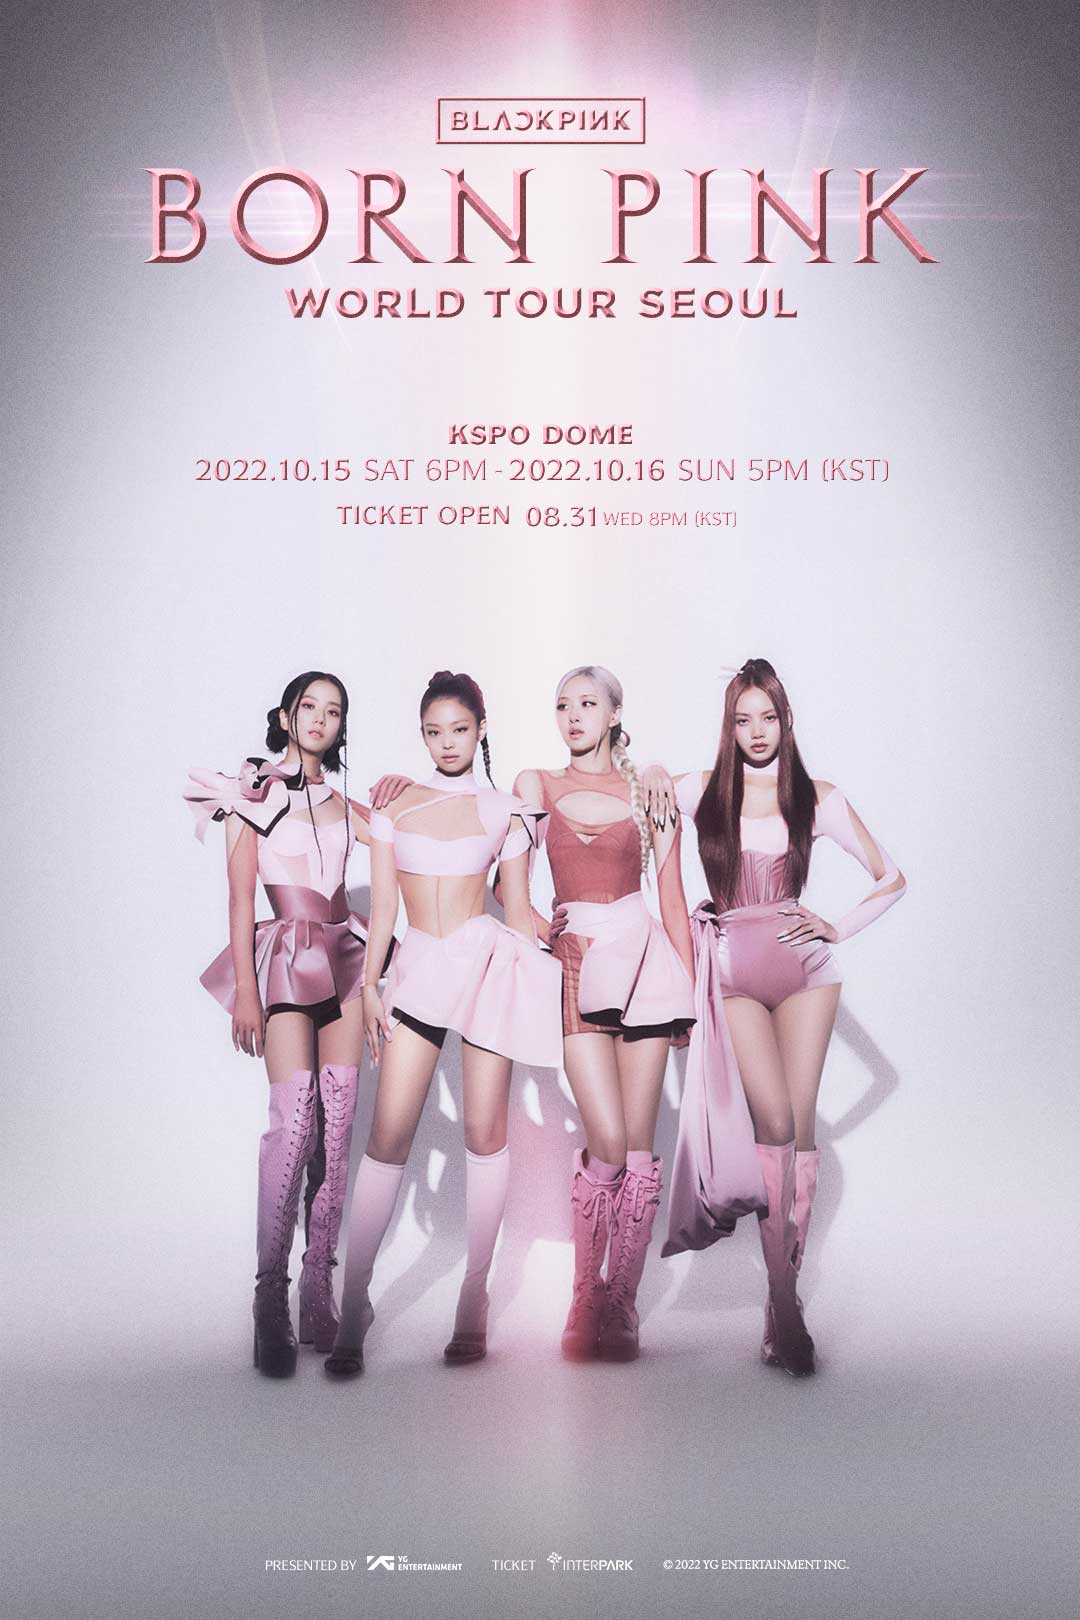 BLACKPINK
BORN PINK
WORLD TOUR SEOUL
KSPO DOME
2022.10.15 SAT 6PM - 2022.10.16 SUN 5PM (KST)
TICKET OPEN 08.31 WED 8PM (KST)
PRESENTED BY YG YG ENTERTAINMENT TICKET INTERPARK © 2022 YG ENTERTAINMENT INC.